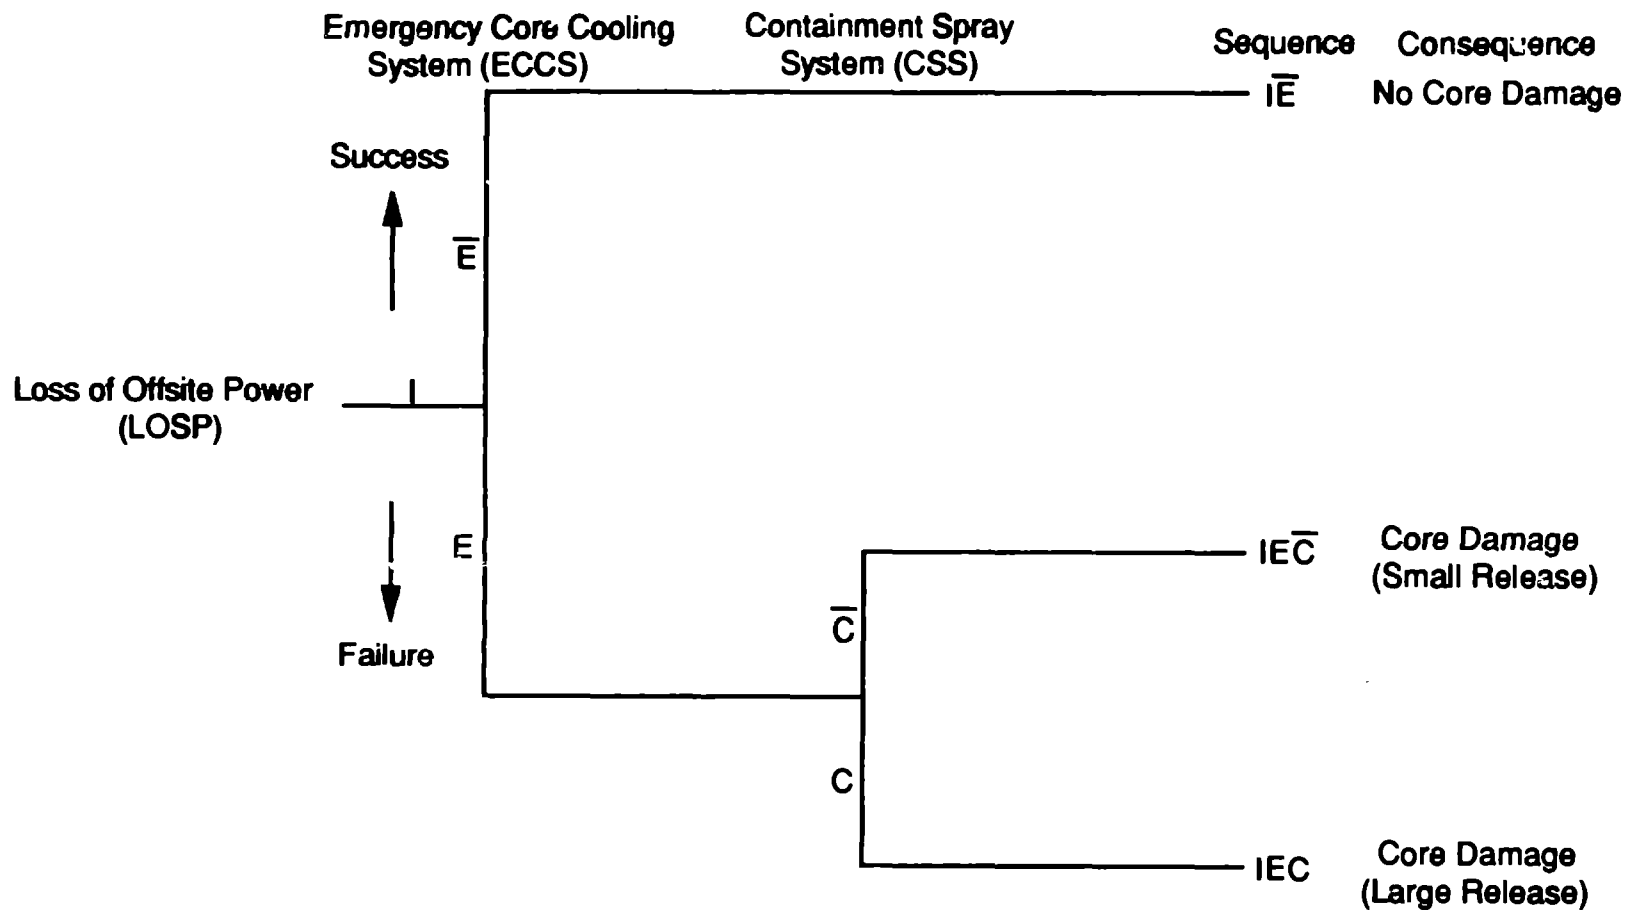 Emergency Core Cooling
System (ECCS)
Containment Spray
System (CSS)
Sequence
Consequence
IE̅
No Core Damage
Success
E̅
I
Loss of Offsite Power
(LOSP)
E
Failure
C̅
IEC̅
Core Damage
(Small Release)
C
IEC
Core Damage
(Large Release)